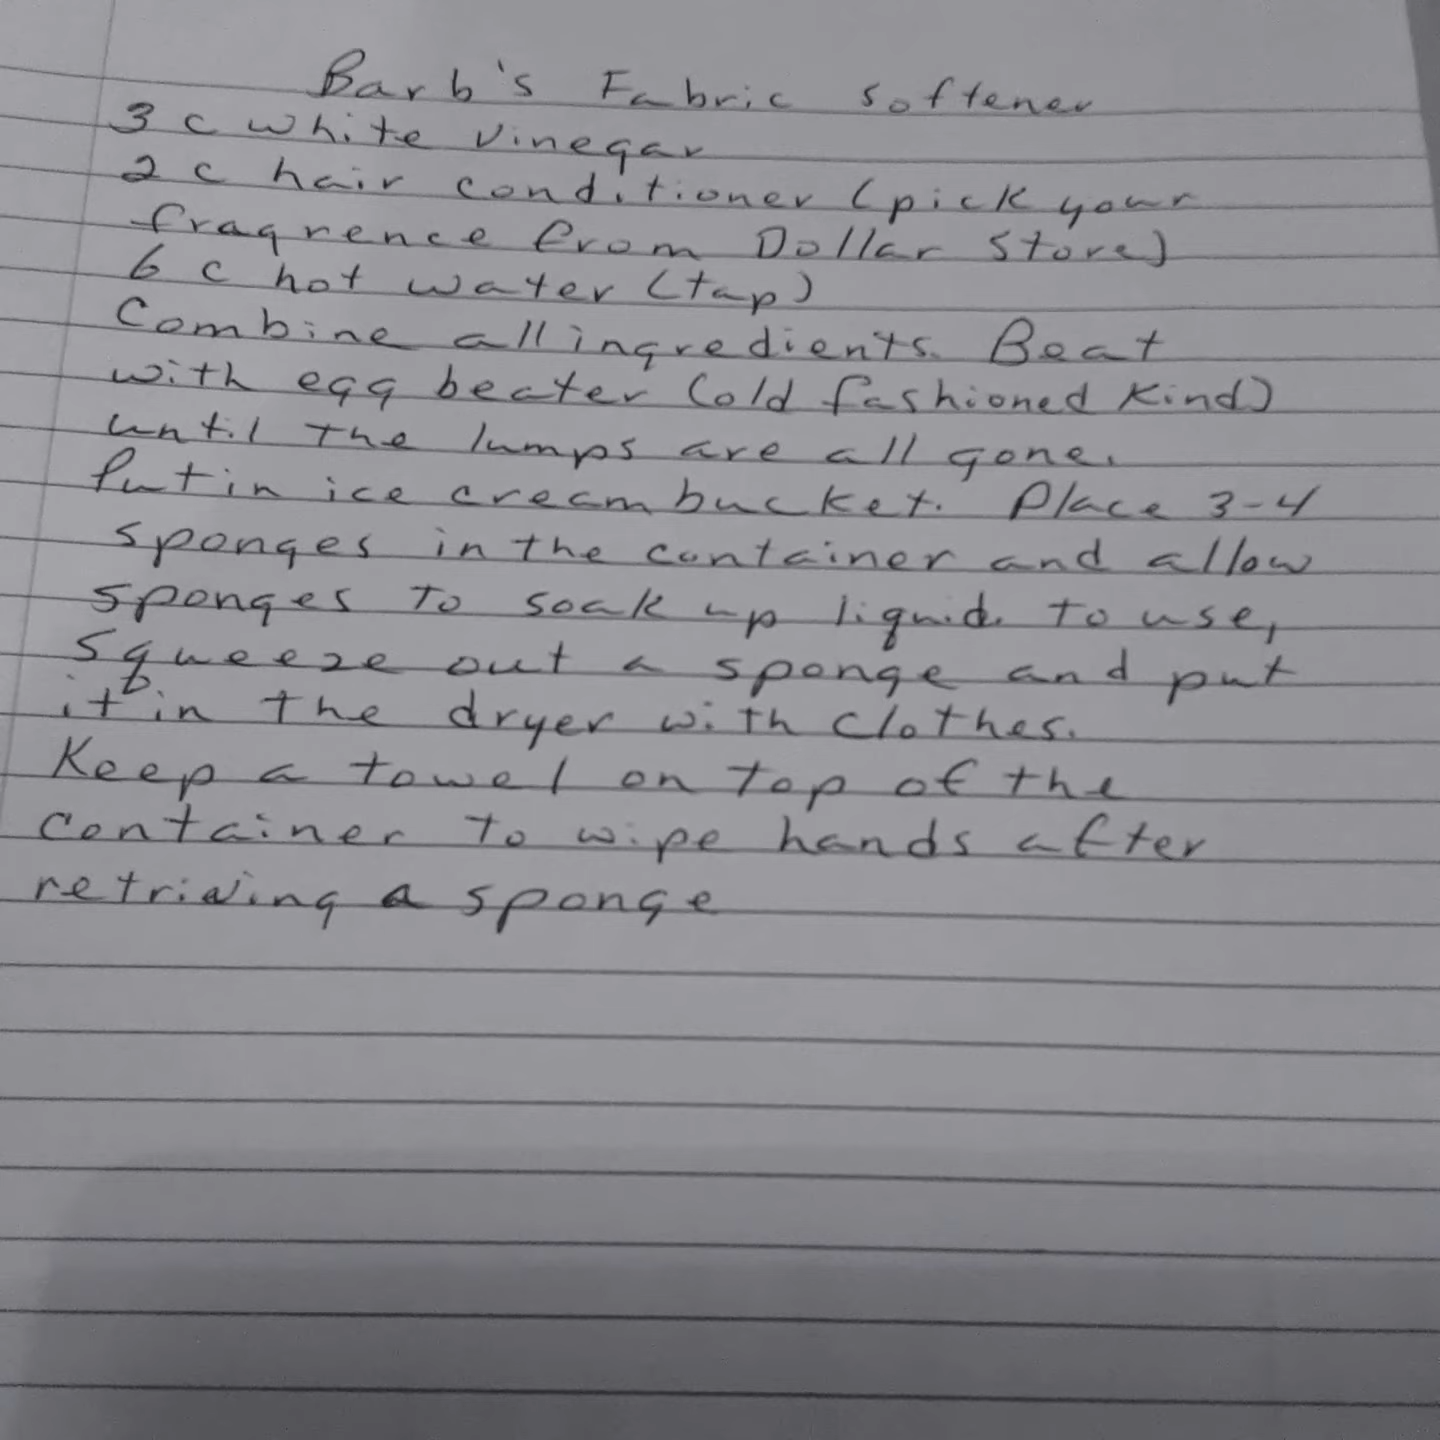 Barb's Fabric softener
3 c white vinegar
2 c hair conditioner (pick your
fragrence from Dollar Store)
6 c hot water (tap)
Combine all ingredients. Beat
with egg beater (old fashioned kind)
until the lumps are all gone.
Put in ice cream bucket. Place 3-4
sponges in the container and allow
sponges to soak up liquid. to use,
squeeze out a sponge and put
it in the dryer with clothes.
Keep a towel on top of the
container to wipe hands after
retriving a sponge